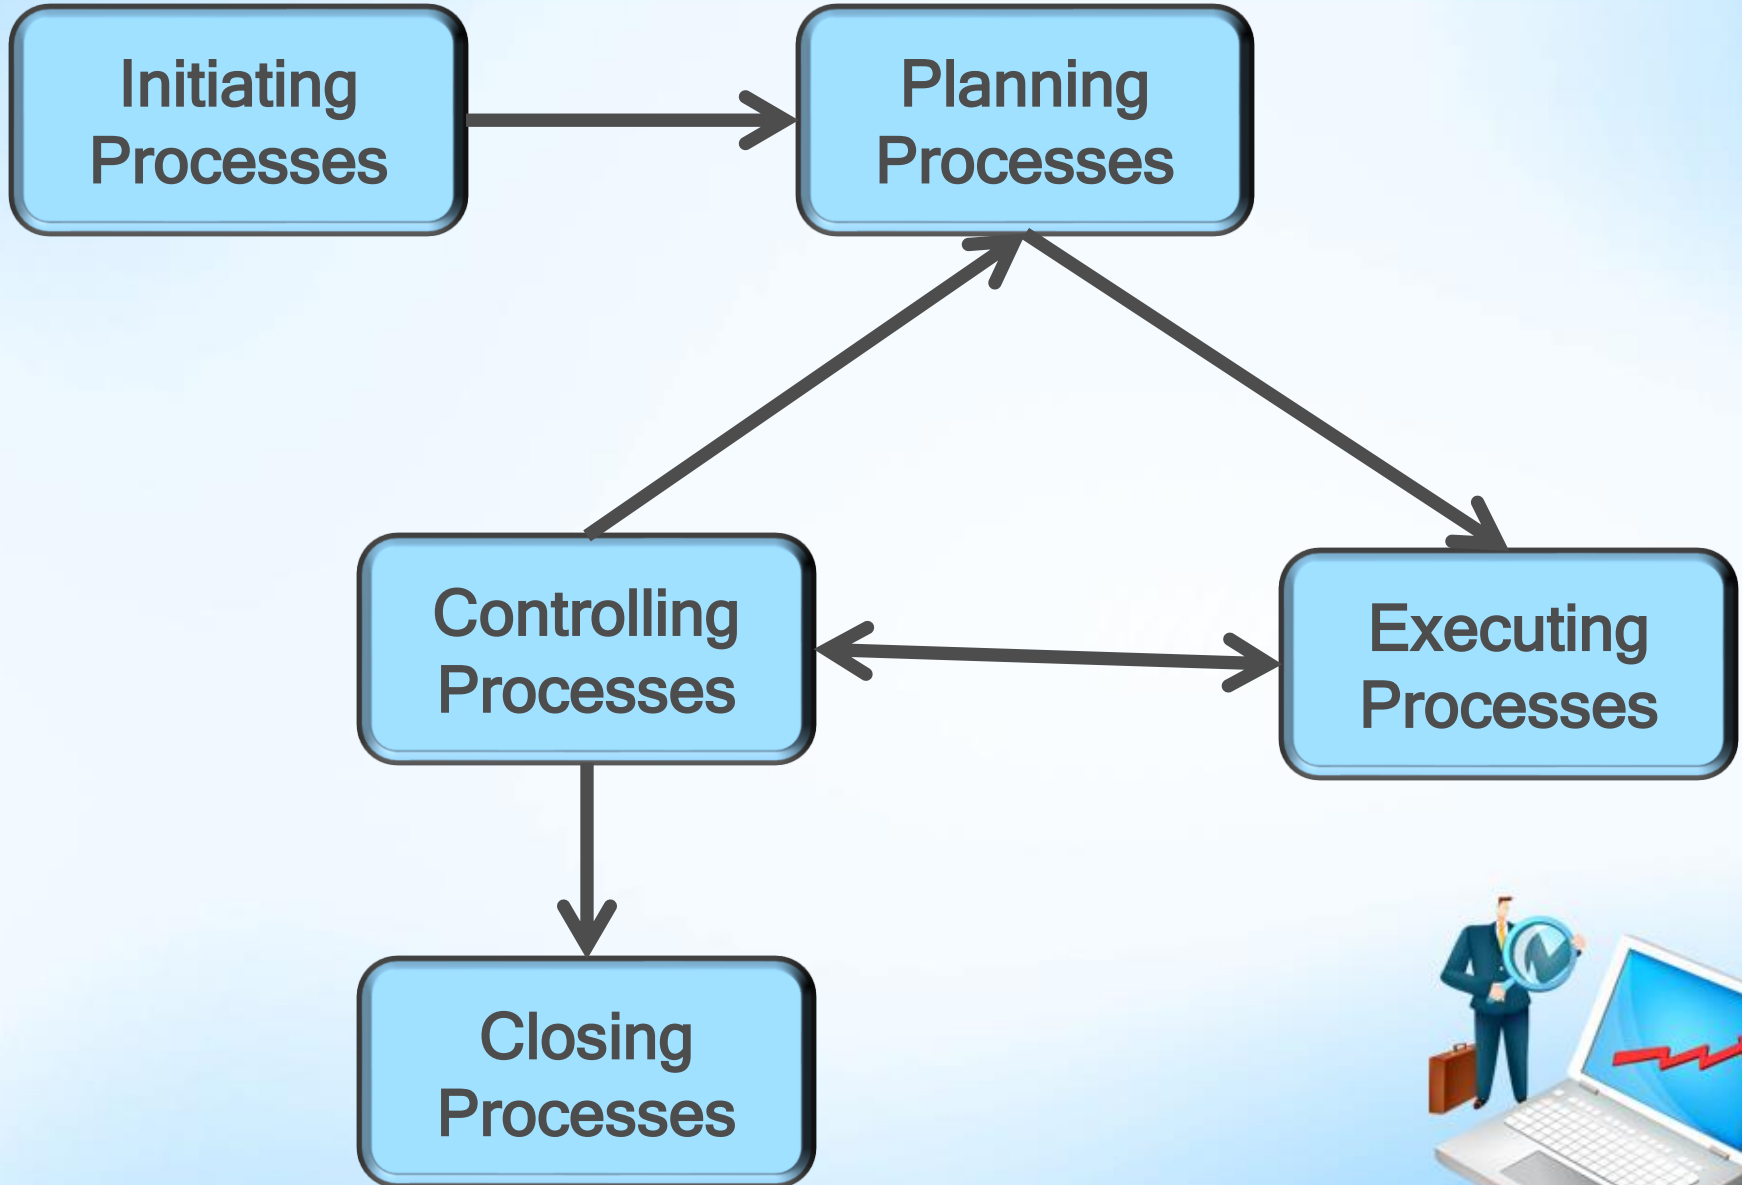 Initiating
Processes
Planning
Processes
Controlling
Processes
Executing
Processes
Closing
Processes